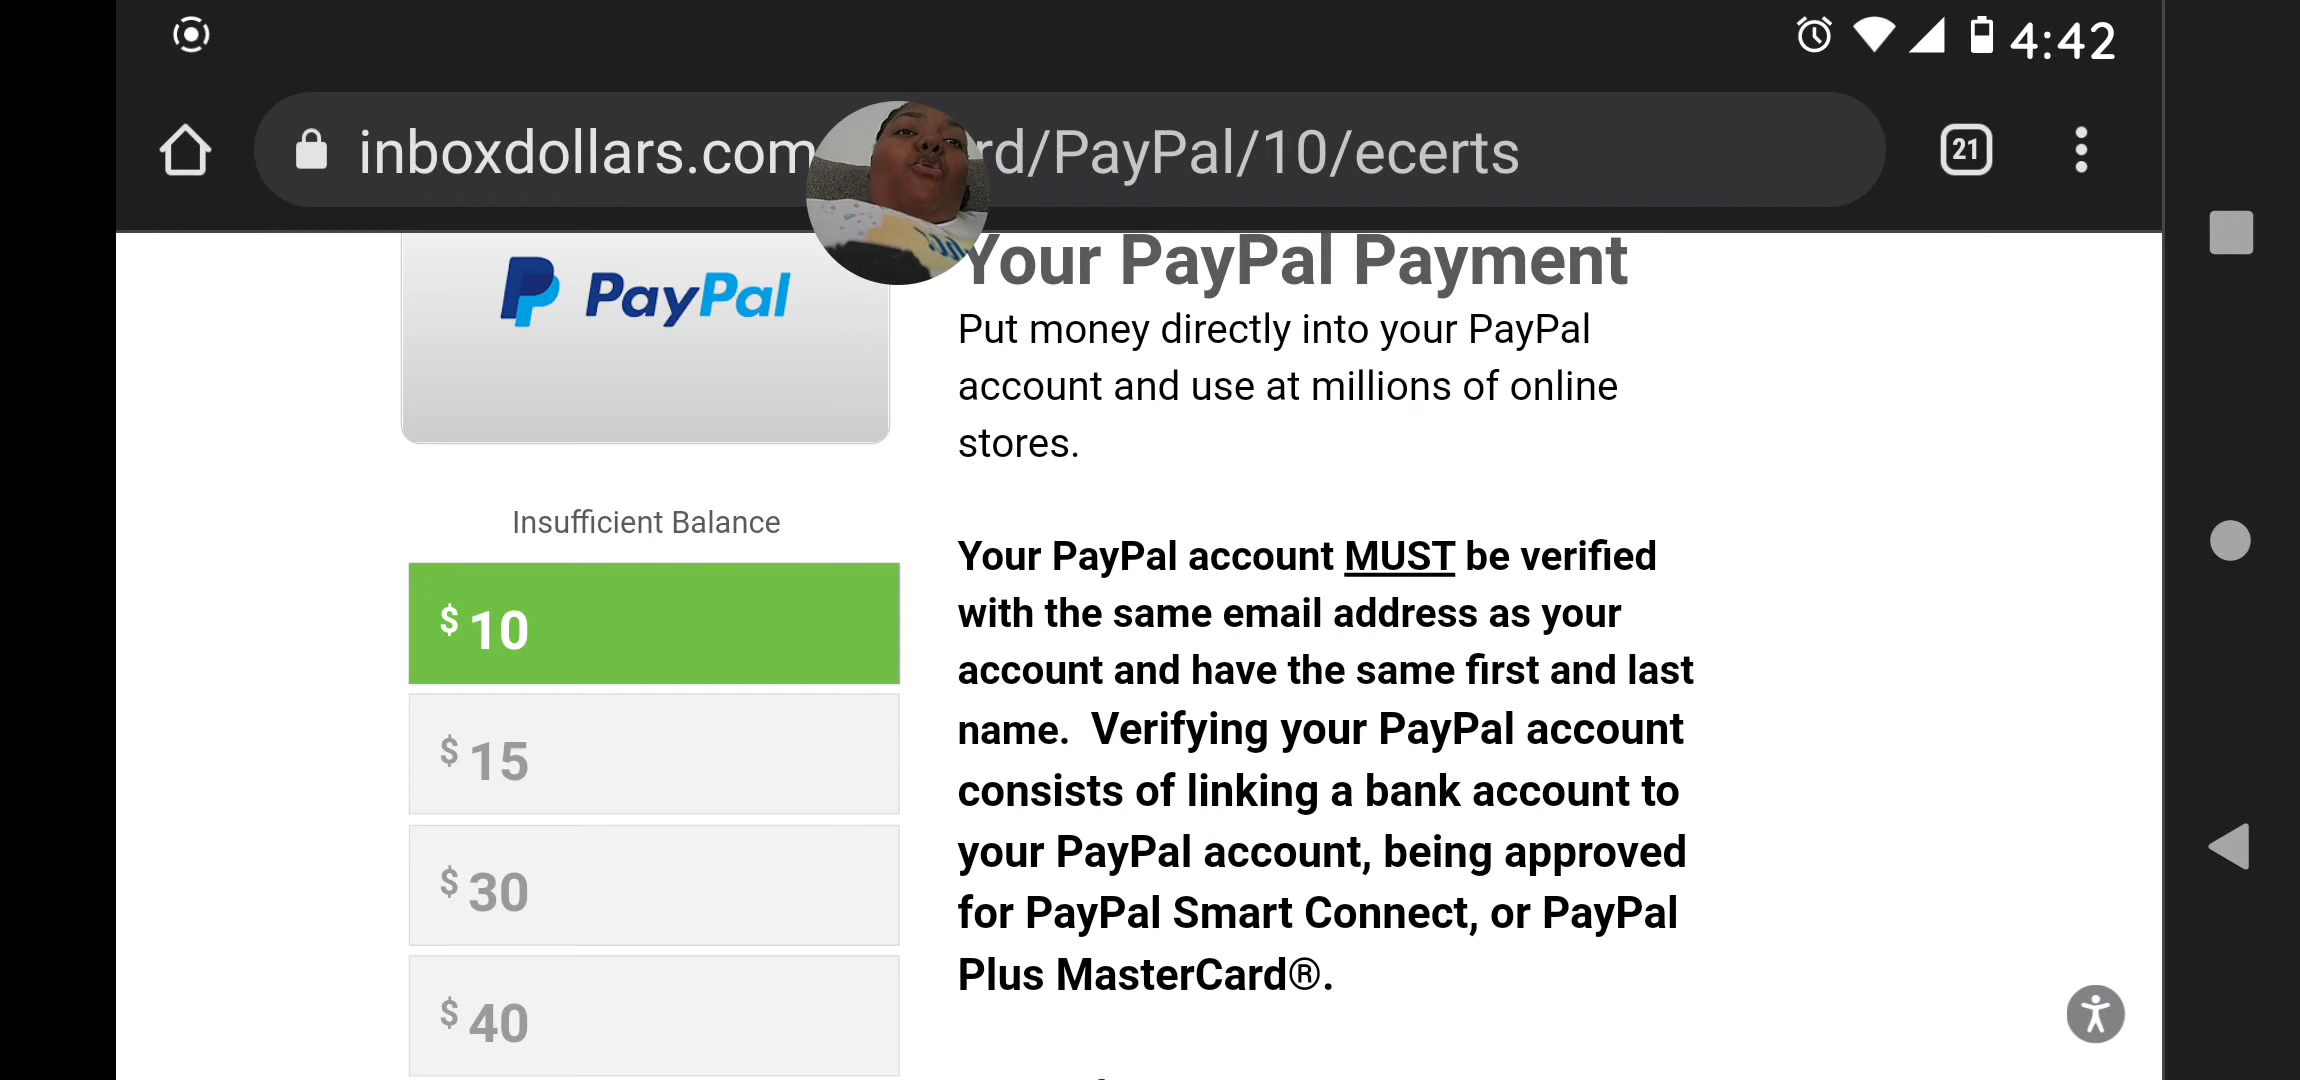 4:42
inboxdollars.com rd/PayPal/10/ecerts
21
PayPal
Your PayPal Payment
Put money directly into your PayPal
account and use at millions of online
stores.
Insufficient Balance
$ 10
$ 15
$ 30
$ 40
Your PayPal account MUST be verified
with the same email address as your
account and have the same first and last
name. Verifying your PayPal account
consists of linking a bank account to
your PayPal account, being approved
for PayPal Smart Connect, or PayPal
Plus MasterCard®.